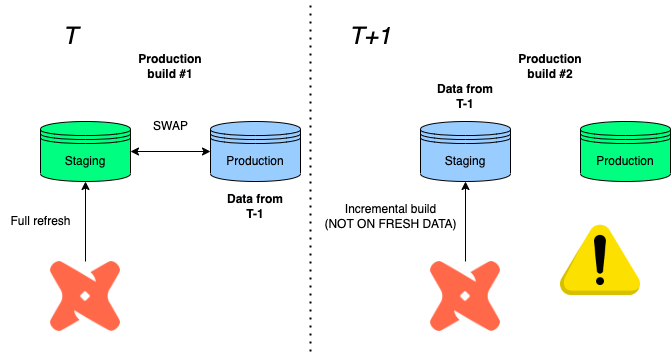 T
Production
build #1
SWAP
Staging
Production
Full refresh
Data from
T-1
T+1
Production
build #2
Data from
T-1
Staging
Production
Incremental build
(NOT ON FRESH DATA)